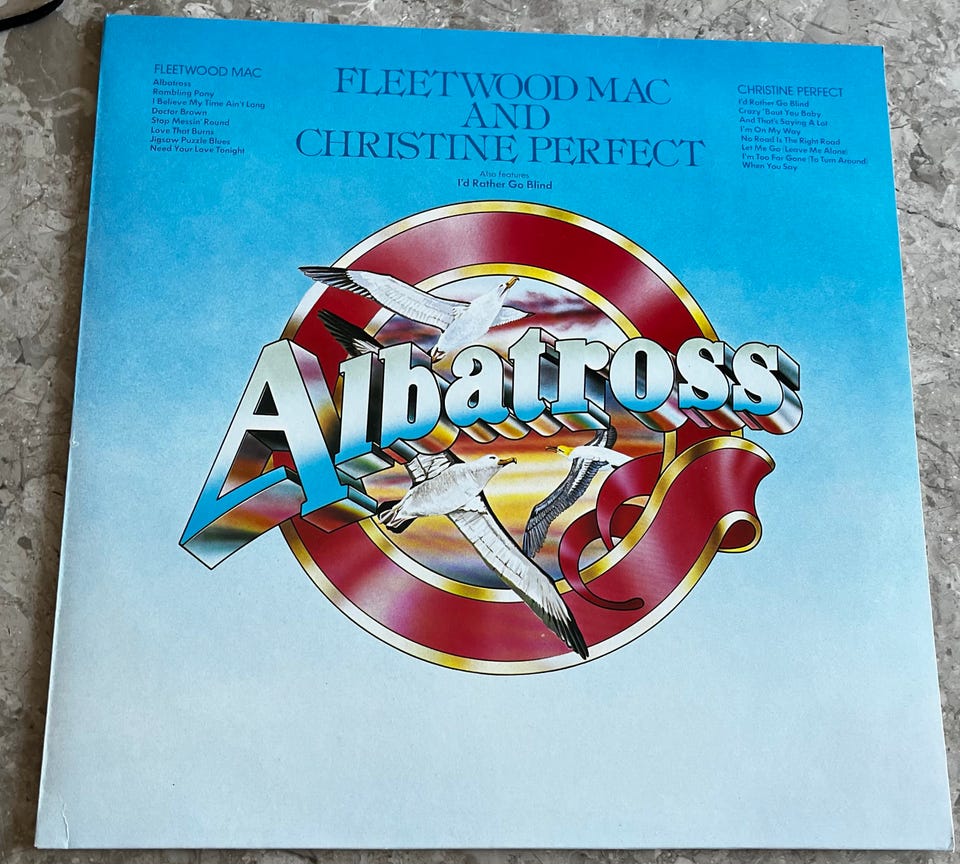 FLEETWOOD MAC
Albatross
Rambling Pony
I Believe My Time Ain't Long
Doctor Brown
Stop Messin' Round
Love That Burns
Jigsaw Puzzle Blues
Need Your Love Tonight
FLEETWOOD MAC
AND
CHRISTINE PERFECT
Also features
I'd Rather Go Blind
CHRISTINE PERFECT
I'd Rather Go Blind
Crazy 'Bout You Baby
And That's Saying A Lot
I'm On My Way
No Road Is The Right Road
Let Me Go (Leave Me Alone)
I'm Too Far Gone (To Turn Around)
When You Say
Albatross